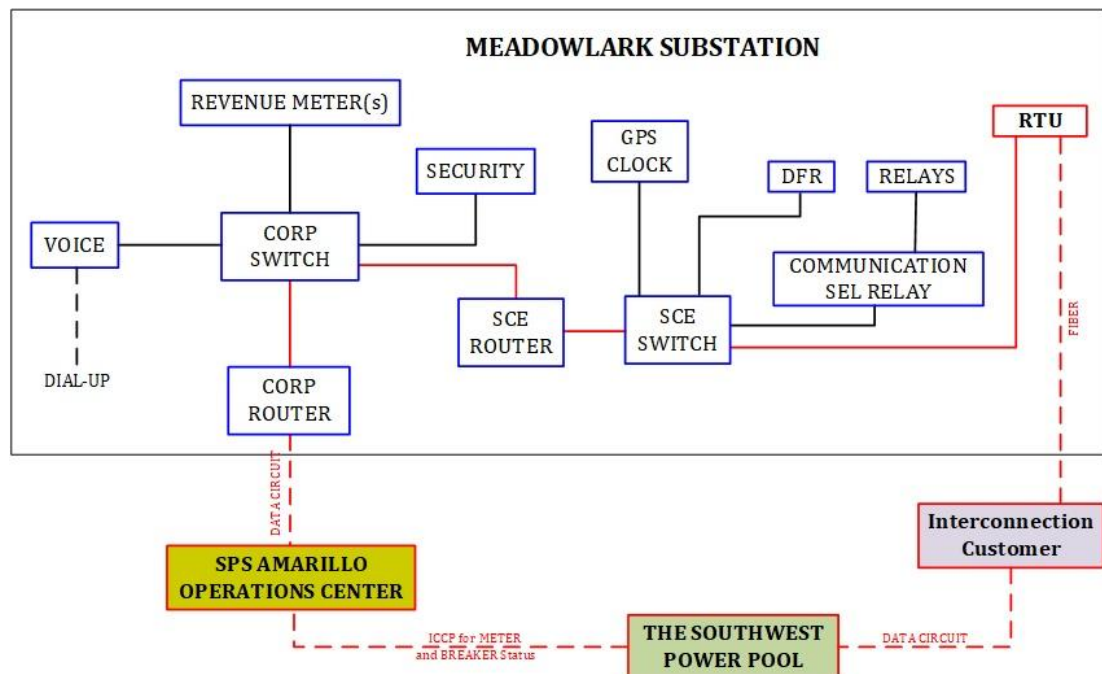 MEADOWLARK SUBSTATION
REVENUE METER(s)
RTU
GPS
CLOCK
SECURITY
DFR
RELAYS
VOICE
CORP
SWITCH
COMMUNICATION
SEL RELAY
SCE
ROUTER
SCE
SWITCH
FIBER
DIAL-UP
CORP
ROUTER
DATA CIRCUIT
Interconnection
Customer
SPS AMARILLO
OPERATIONS CENTER
ICCP for METER
and BREAKER Status
THE SOUTHWEST
POWER POOL
DATA CIRCUIT